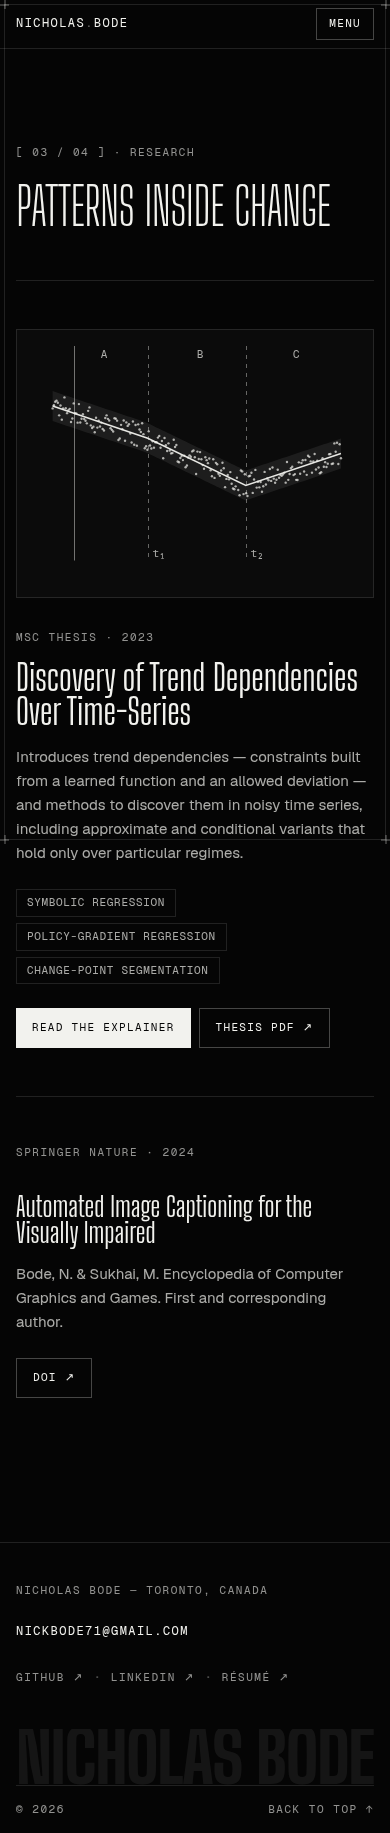 NICHOLAS.BODE
MENU
[ 03 / 04 ] · RESEARCH
PATTERNS INSIDE CHANGE
A B C
t₁ t₂
MSC THESIS · 2023
Discovery of Trend Dependencies
Over Time-Series
Introduces trend dependencies — constraints built
from a learned function and an allowed deviation —
and methods to discover them in noisy time series,
including approximate and conditional variants that
hold only over particular regimes.
SYMBOLIC REGRESSION
POLICY-GRADIENT REGRESSION
CHANGE-POINT SEGMENTATION
READ THE EXPLAINER
THESIS PDF ↗
SPRINGER NATURE · 2024
Automated Image Captioning for the
Visually Impaired
Bode, N. & Sukhai, M. Encyclopedia of Computer
Graphics and Games. First and corresponding
author.
DOI ↗
NICHOLAS BODE — TORONTO, CANADA
NICKBODE71@GMAIL.COM
GITHUB ↗ · LINKEDIN ↗ · RÉSUMÉ ↗
NICHOLAS BODE
© 2026
BACK TO TOP ↑